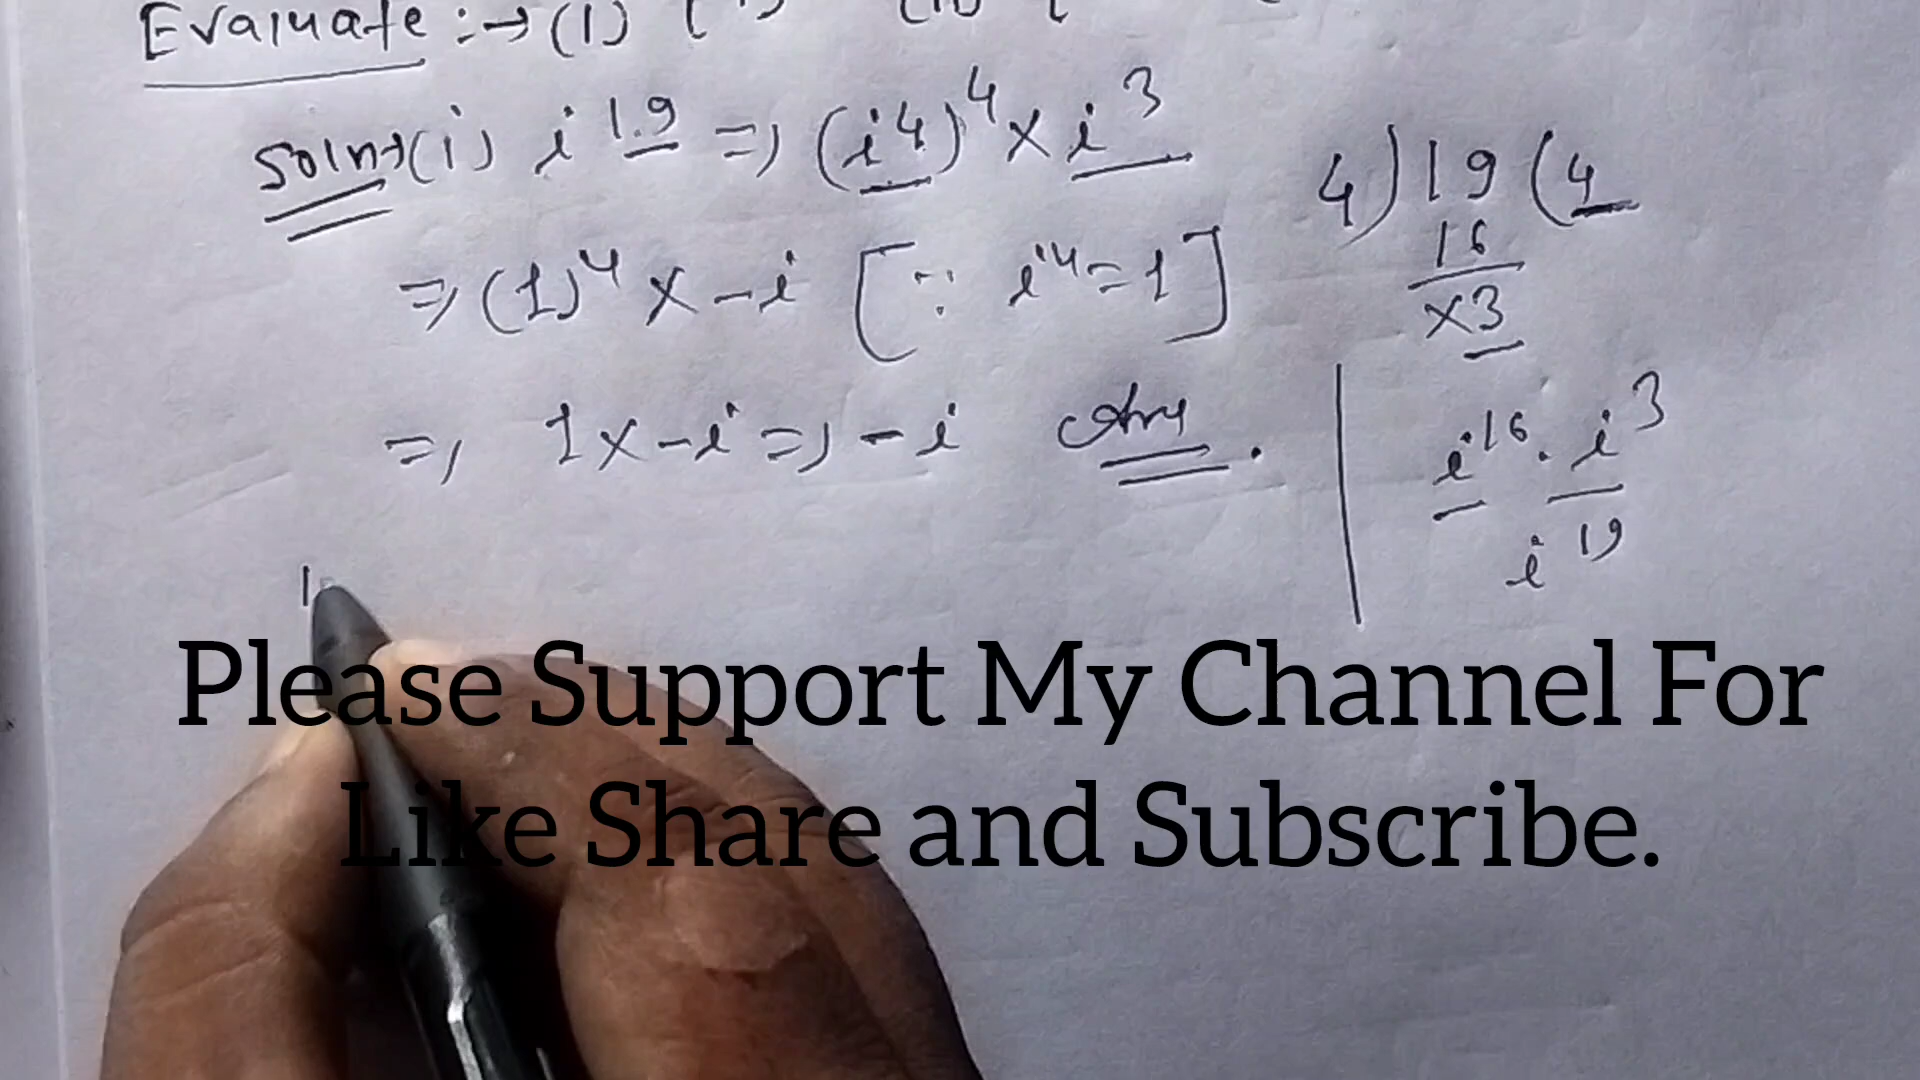 Evaluate :→ (i)
Soln→ (i) i^19 ⇒ (i^4)^4 × i^3
⇒ (1)^4 × -i [∵ i^4 = 1]
⇒ 1 × -i ⇒ -i Ans.
4) 19 (4
16
×3
i^16 . i^3
i^19
Please Support My Channel For
Like Share and Subscribe.